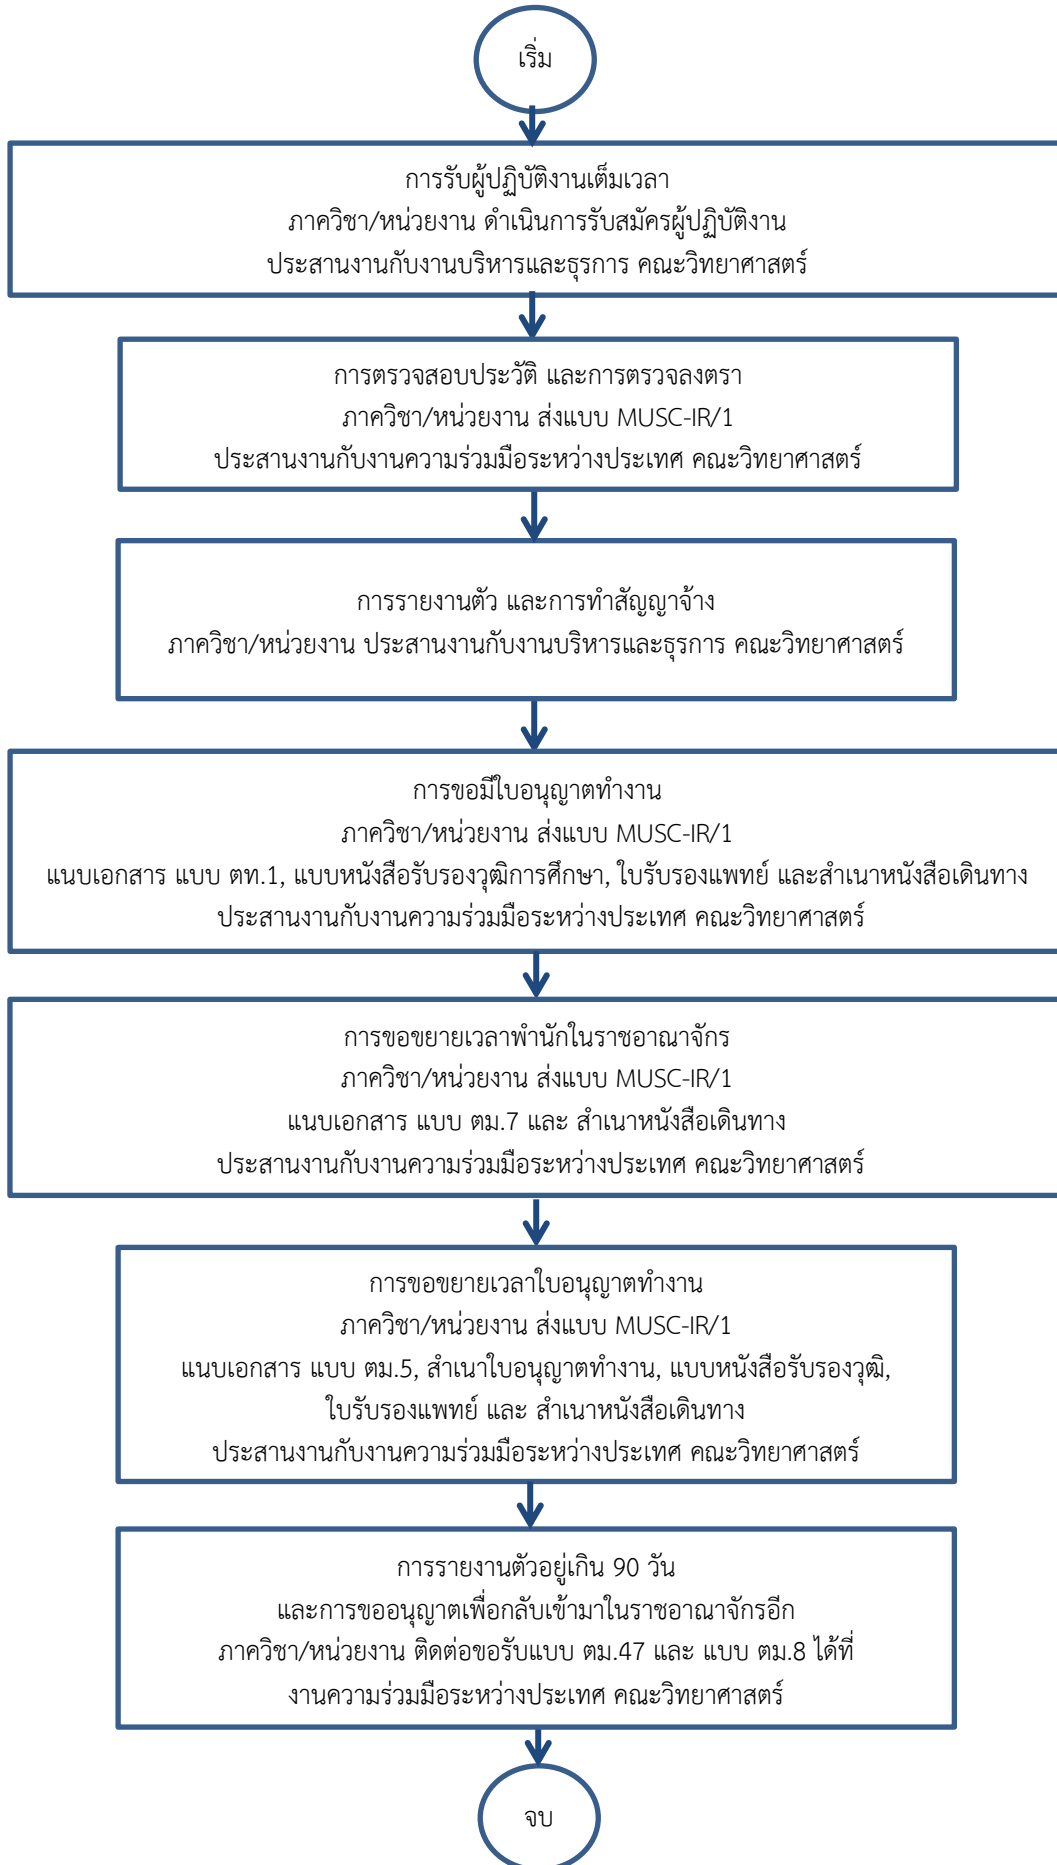 เริ่ม
การรับผู้ปฏิบัติงานเต็มเวลา
ภาควิชา/หน่วยงาน ดำเนินการรับสมัครผู้ปฏิบัติงาน
ประสานงานกับงานบริหารและธุรการ คณะวิทยาศาสตร์
การตรวจสอบประวัติ และการตรวจลงตรา
ภาควิชา/หน่วยงาน ส่งแบบ MUSC-IR/1
ประสานงานกับงานความร่วมมือระหว่างประเทศ คณะวิทยาศาสตร์
การรายงานตัว และการทำสัญญาจ้าง
ภาควิชา/หน่วยงาน ประสานงานกับงานบริหารและธุรการ คณะวิทยาศาสตร์
การขอมีใบอนุญาตทำงาน
ภาควิชา/หน่วยงาน ส่งแบบ MUSC-IR/1
แนบเอกสาร แบบ ตท.1, แบบหนังสือรับรองวุฒิการศึกษา, ใบรับรองแพทย์ และสำเนาหนังสือเดินทาง
ประสานงานกับงานความร่วมมือระหว่างประเทศ คณะวิทยาศาสตร์
การขอขยายเวลาพำนักในราชอาณาจักร
ภาควิชา/หน่วยงาน ส่งแบบ MUSC-IR/1
แนบเอกสาร แบบ ตม.7 และ สำเนาหนังสือเดินทาง
ประสานงานกับงานความร่วมมือระหว่างประเทศ คณะวิทยาศาสตร์
การขอขยายเวลาใบอนุญาตทำงาน
ภาควิชา/หน่วยงาน ส่งแบบ MUSC-IR/1
แนบเอกสาร แบบ ตม.5, สำเนาใบอนุญาตทำงาน, แบบหนังสือรับรองวุฒิ,
ใบรับรองแพทย์ และ สำเนาหนังสือเดินทาง
ประสานงานกับงานความร่วมมือระหว่างประเทศ คณะวิทยาศาสตร์
การรายงานตัวอยู่เกิน 90 วัน
และการขออนุญาตเพื่อกลับเข้ามาในราชอาณาจักรอีก
ภาควิชา/หน่วยงาน ติดต่อขอรับแบบ ตม.47 และ แบบ ตม.8 ได้ที่
งานความร่วมมือระหว่างประเทศ คณะวิทยาศาสตร์
จบ